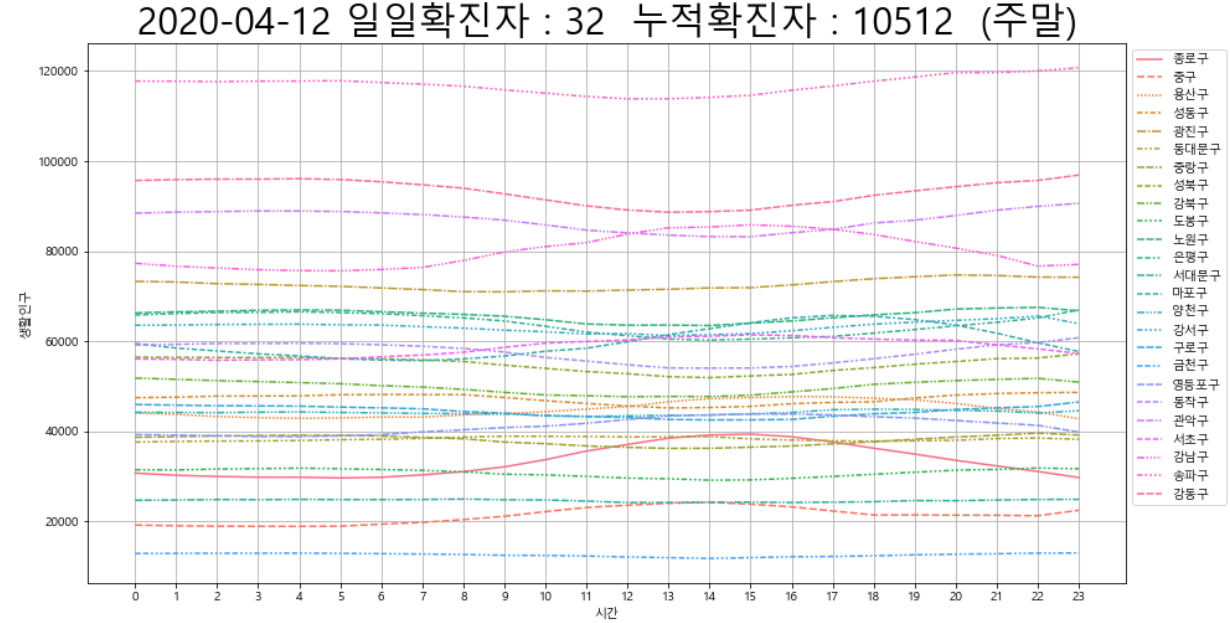 2020-04-12 일일확진자 : 32 누적확진자 : 10512 (주말)
120000
100000
80000
60000
40000
20000
생활인구
0 1 2 3 4 5 6 7 8 9 10 11 12 13 14 15 16 17 18 19 20 21 22 23
시간
종로구
중구
용산구
성동구
광진구
동대문구
중랑구
성북구
강북구
도봉구
노원구
은평구
서대문구
마포구
양천구
강서구
구로구
금천구
영등포구
동작구
관악구
서초구
강남구
송파구
강동구